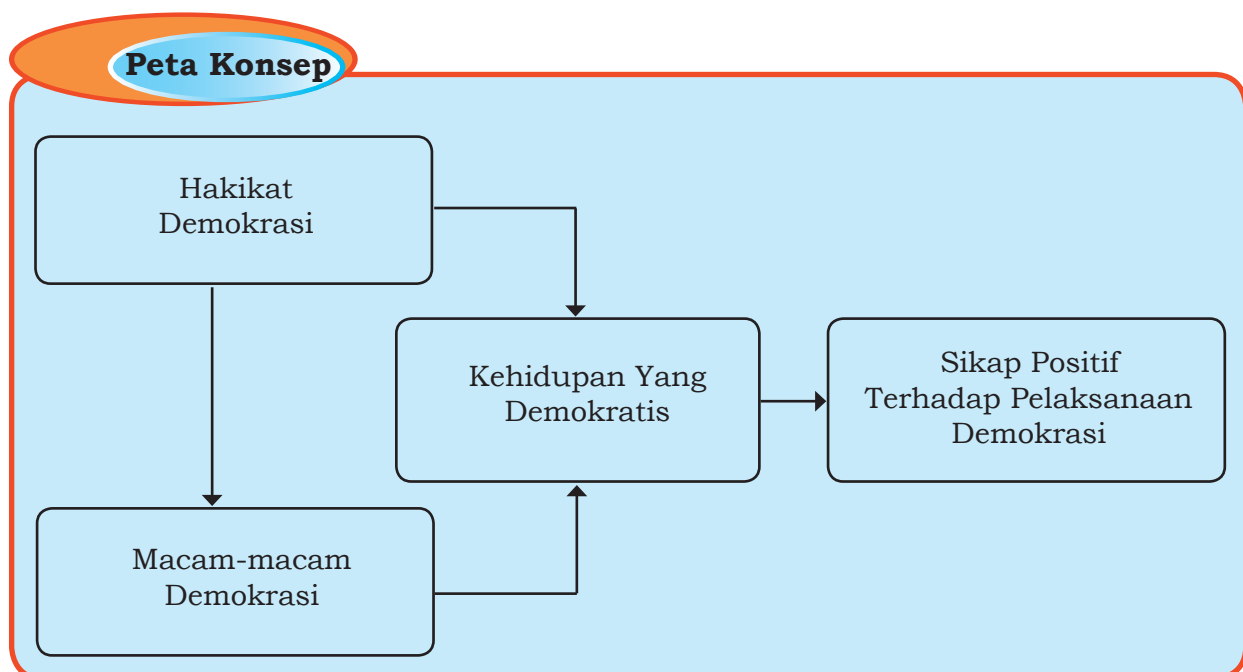 Peta Konsep
Hakikat
Demokrasi
Kehidupan Yang
Demokratis
Sikap Positif
Terhadap Pelaksanaan
Demokrasi
Macam-macam
Demokrasi